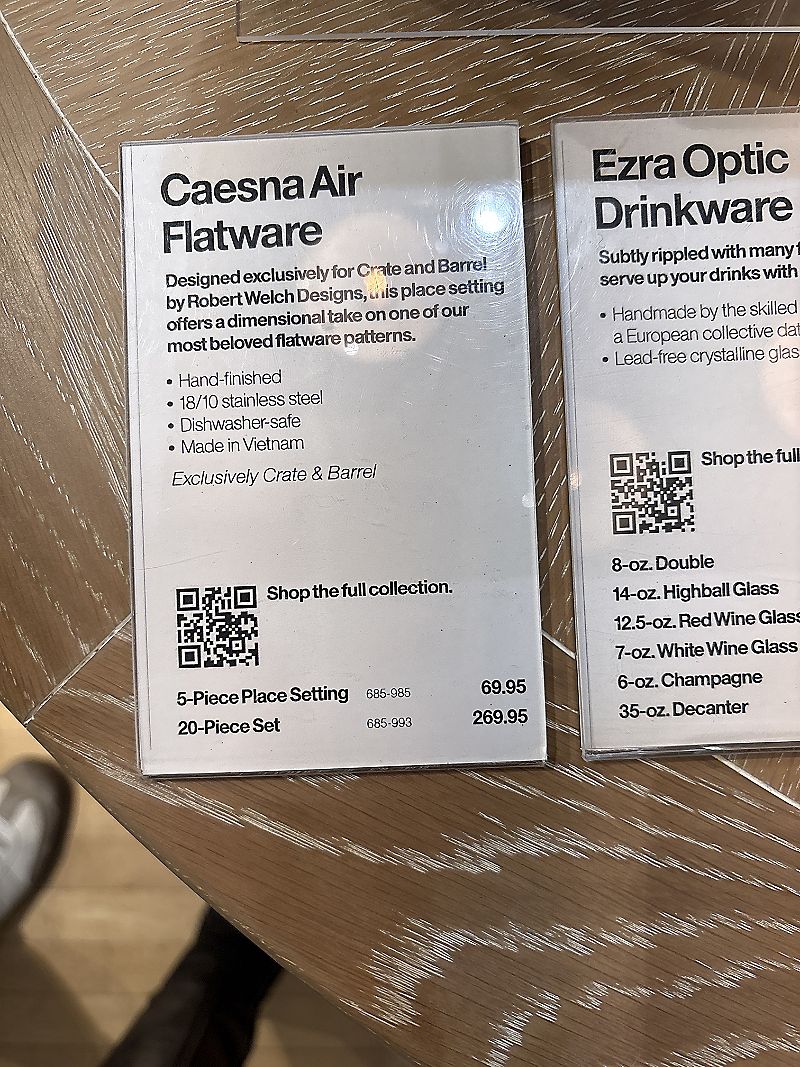 Caesna Air
Flatware
Designed exclusively for Crate and Barrel
by Robert Welch Designs, this place setting
offers a dimensional take on one of our
most beloved flatware patterns.
• Hand-finished
• 18/10 stainless steel
• Dishwasher-safe
• Made in Vietnam
Exclusively Crate & Barrel
Shop the full collection.
5-Piece Place Setting 685-985 69.95
20-Piece Set 685-993 269.95
Ezra Optic
Drinkware
Subtly rippled with many
serve up your drinks with
• Handmade by the skilled
a European collective
• Lead-free crystalline
Shop the full
8-oz. Double
14-oz. Highball Glass
12.5-oz. Red Wine Glass
7-oz. White Wine Glass
6-oz. Champagne
35-oz. Decanter